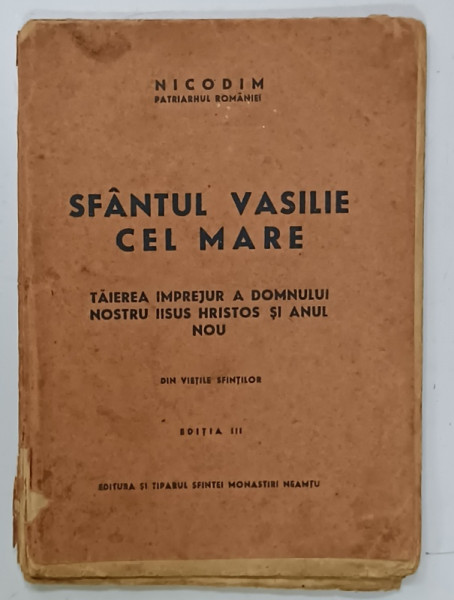 NICODIM
PATRIARHUL ROMÂNIEI
SFÂNTUL VASILIE
CEL MARE
TĂIEREA IMPREJUR A DOMNULUI
NOSTRU IISUS HRISTOS ȘI ANUL
NOU
DIN VIEȚILE SFINȚILOR
EDIȚIA III
EDITURA ȘI TIPARUL SFINTEI MONASTIRI NEAMȚU